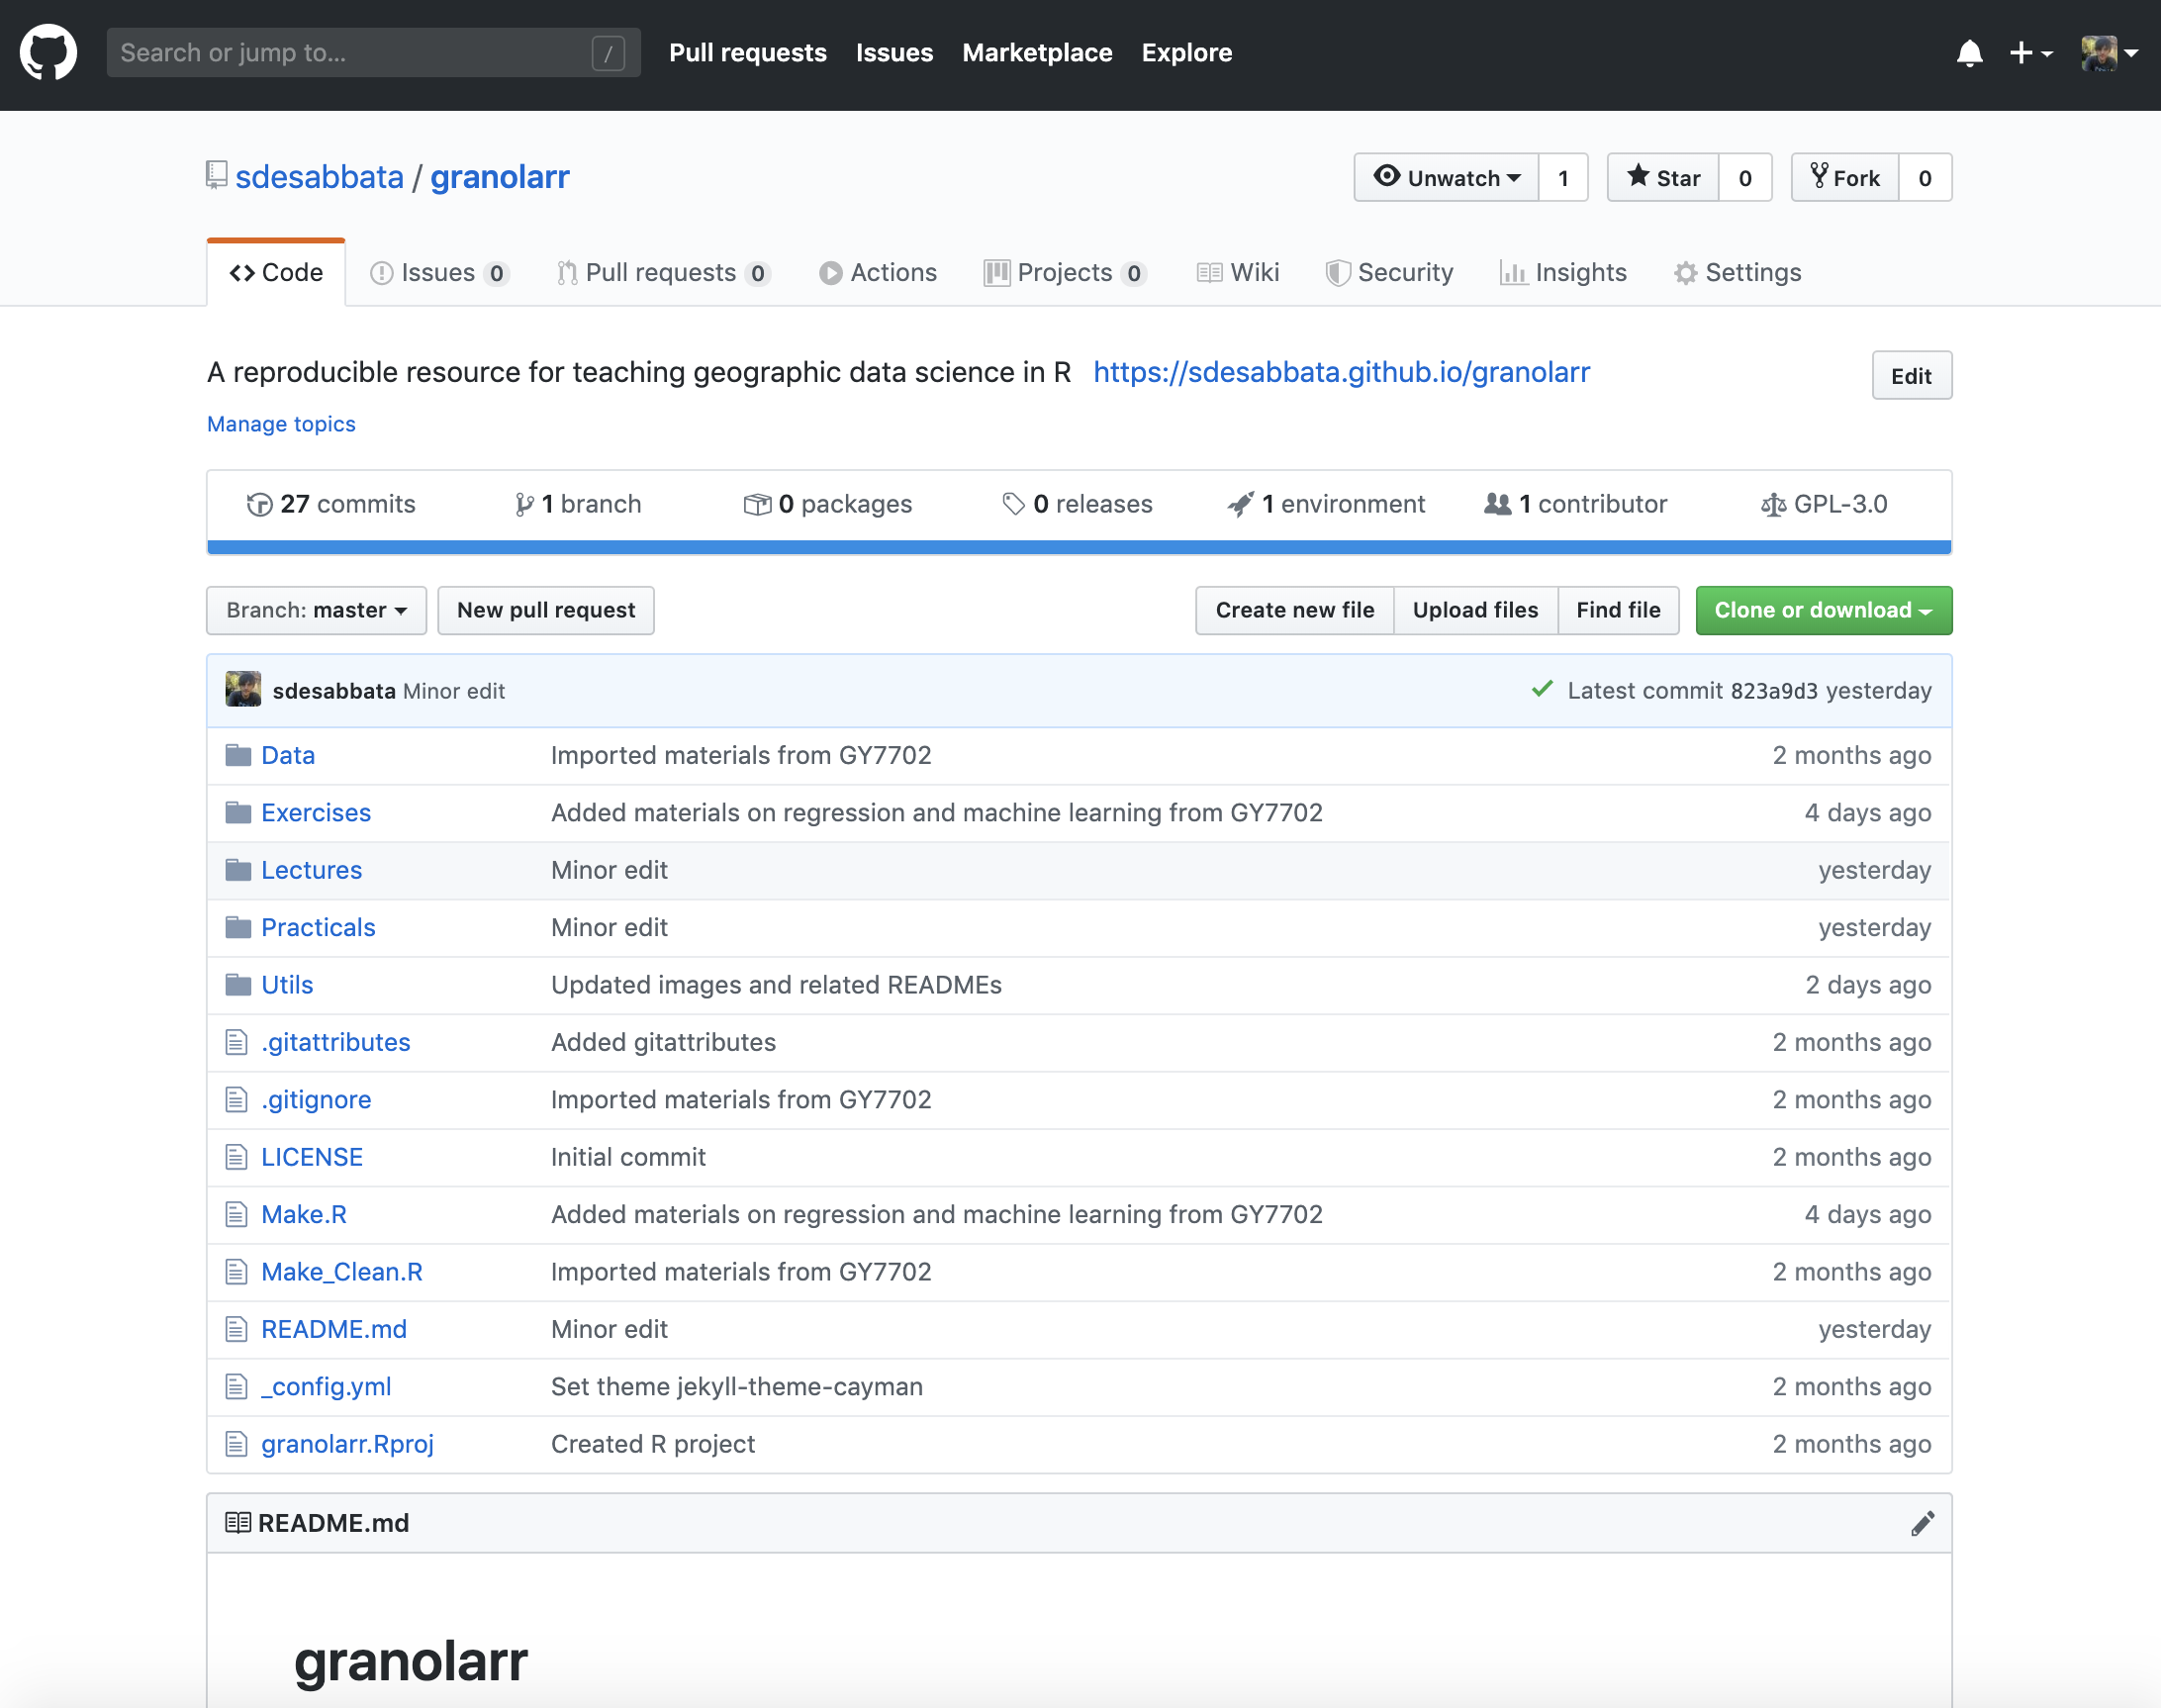 Search or jump to... /
Pull requests Issues Marketplace Explore
sdesabbata / granolarr
Unwatch 1 Star 0 Fork 0
Code Issues 0 Pull requests 0 Actions Projects 0 Wiki Security Insights Settings
A reproducible resource for teaching geographic data science in R https://sdesabbata.github.io/granolarr Edit
Manage topics
27 commits 1 branch 0 packages 0 releases 1 environment 1 contributor GPL-3.0
Branch: master New pull request Create new file Upload files Find file Clone or download
sdesabbata Minor edit Latest commit 823a9d3 yesterday
Data Imported materials from GY7702 2 months ago
Exercises Added materials on regression and machine learning from GY7702 4 days ago
Lectures Minor edit yesterday
Practicals Minor edit yesterday
Utils Updated images and related READMEs 2 days ago
.gitattributes Added gitattributes 2 months ago
.gitignore Imported materials from GY7702 2 months ago
LICENSE Initial commit 2 months ago
Make.R Added materials on regression and machine learning from GY7702 4 days ago
Make_Clean.R Imported materials from GY7702 2 months ago
README.md Minor edit yesterday
_config.yml Set theme jekyll-theme-cayman 2 months ago
granolarr.Rproj Created R project 2 months ago
README.md
granolarr